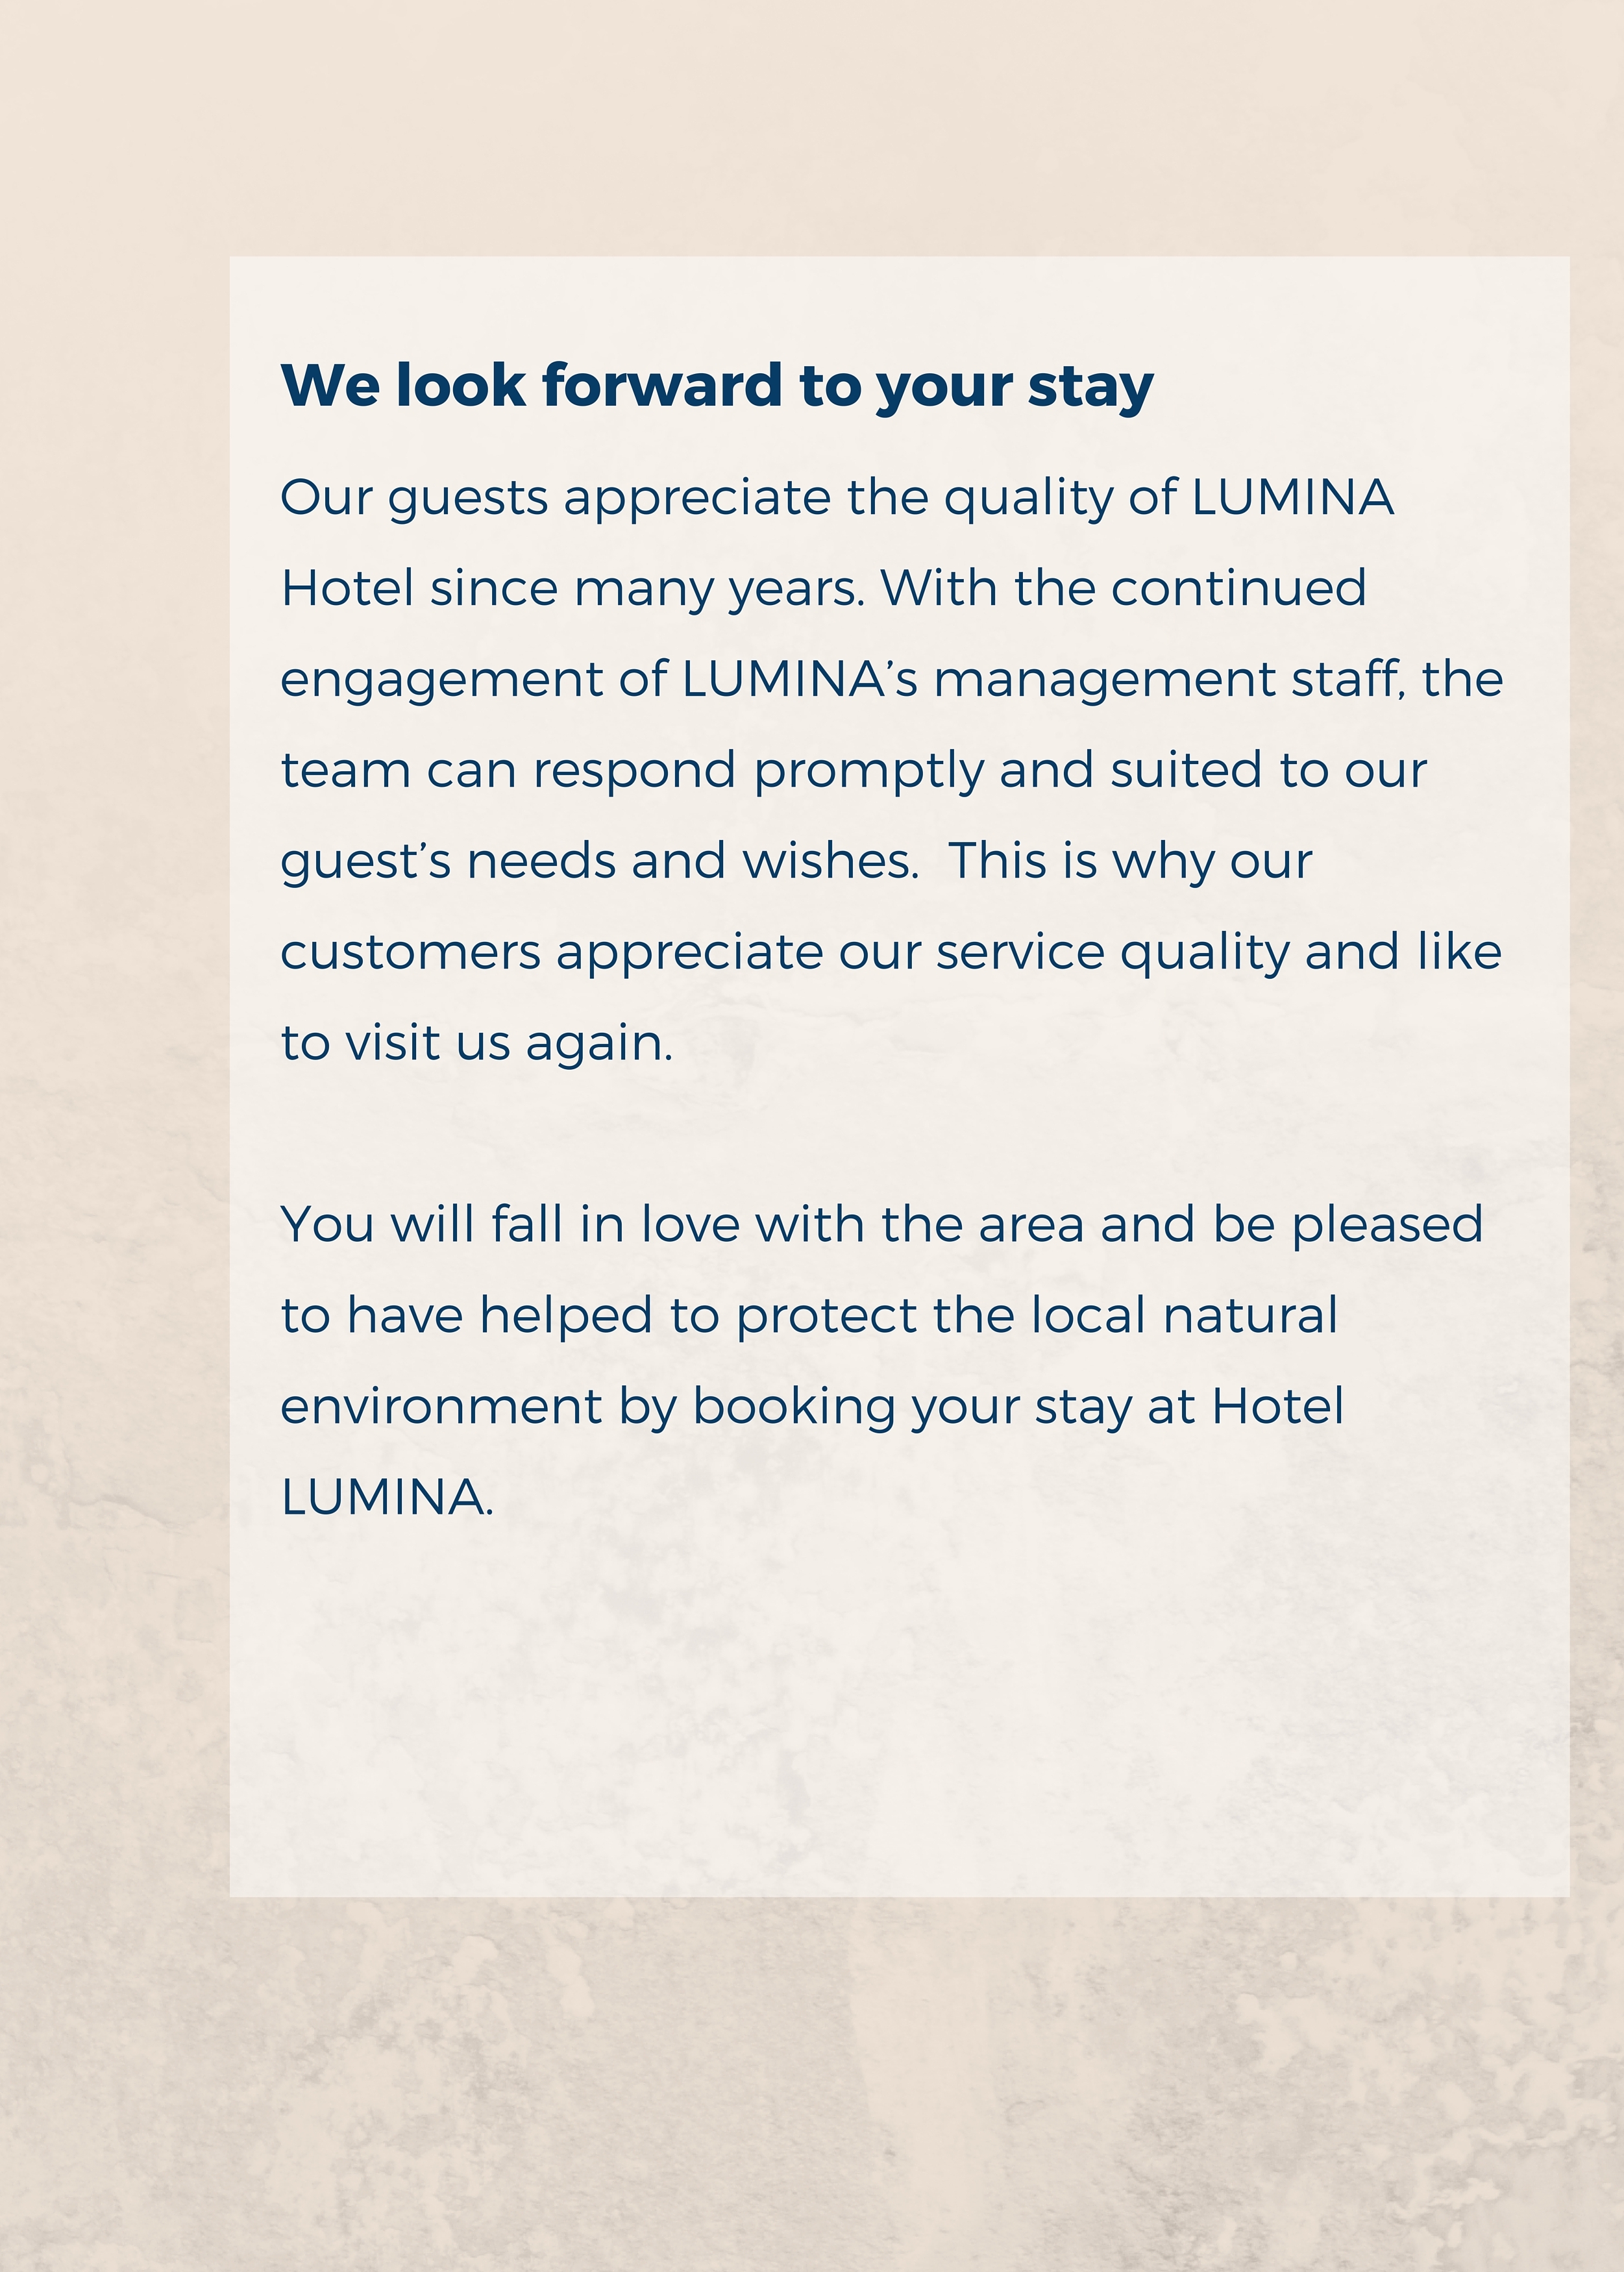 We look forward to your stay
Our guests appreciate the quality of LUMINA
Hotel since many years. With the continued
engagement of LUMINA’s management staff, the
team can respond promptly and suited to our
guest’s needs and wishes.  This is why our
customers appreciate our service quality and like
to visit us again.
You will fall in love with the area and be pleased
to have helped to protect the local natural
environment by booking your stay at Hotel
LUMINA.